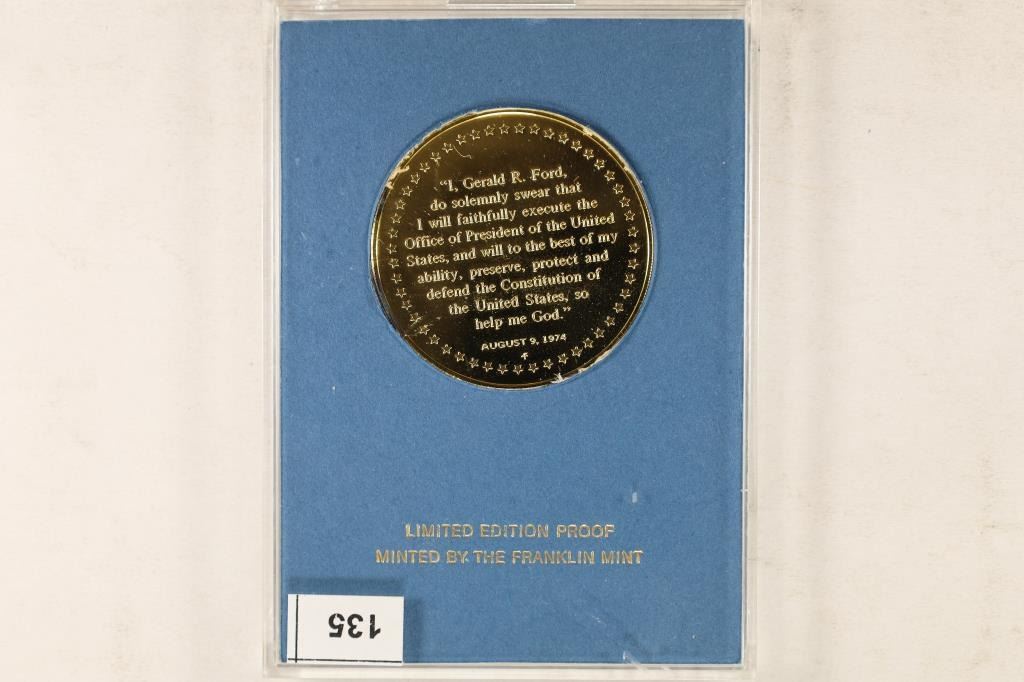 "I, Gerald R. Ford,
do solemnly swear that
I will faithfully execute the
Office of President of the United
States, and will to the best of my
ability, preserve, protect and
defend the Constitution of
the United States, so
help me God."
AUGUST 9, 1974
LIMITED EDITION PROOF
MINTED BY THE FRANKLIN MINT
135